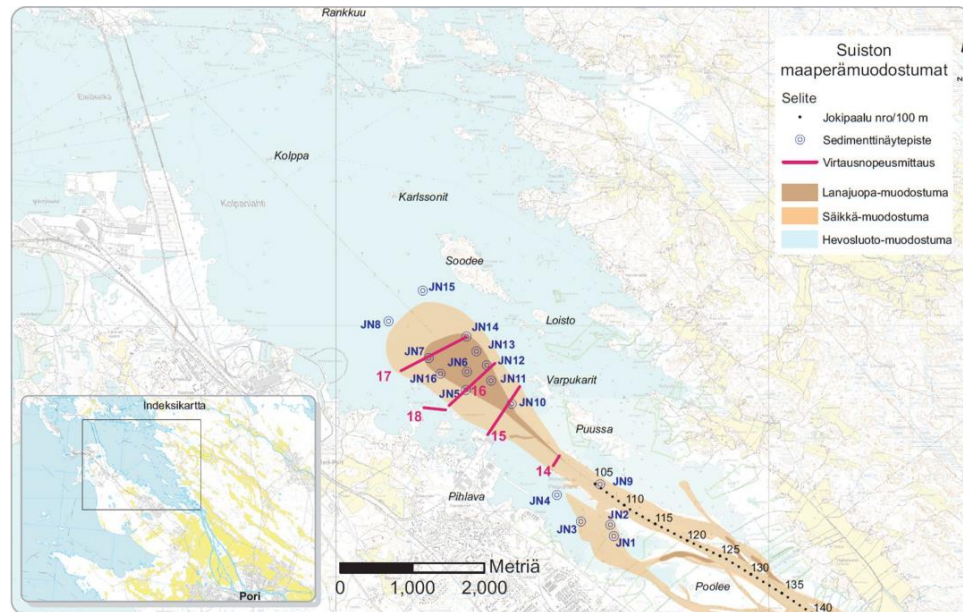 Rankkuu
Kolppa
Kolpanlahti
Karlssonit
Soodee
Loisto
Varpukarit
Puussa
Pihlava
Poolee
JN15
JN8
JN14
JN13
JN7
JN12
JN6
JN16
JN11
JN5
JN10
JN9
JN4
JN2
JN3
JN1
17
16
18
15
14
105
110
115
120
125
130
135
140
Suiston
maaperämuodostumat
Selite
Jokipaalu nro/100 m
Sedimenttinäytepiste
Virtausnopeusmittaus
Lanajuopa-muodostuma
Säikkä-muodostuma
Hevosluoto-muodostuma
N
Indeksikartta
Pori
Metriä
0 1,000 2,000